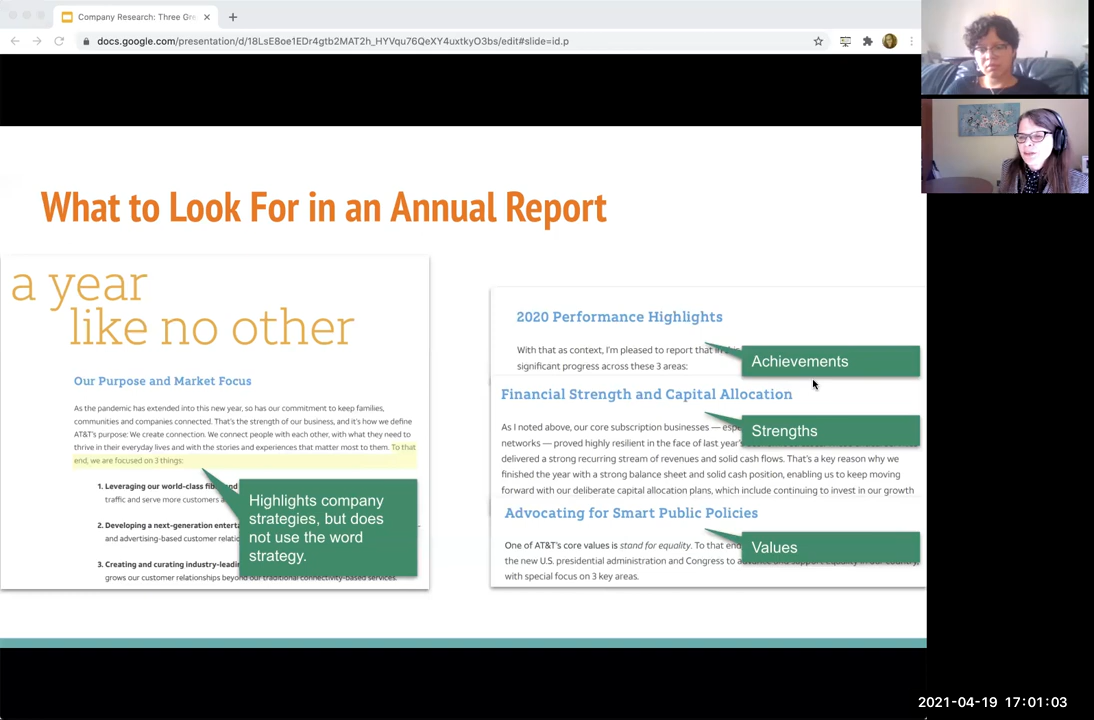 Company Research: Three Gre
docs.google.com/presentation/d/18LsE8oe1EDr4gtb2MAT2h_HYVqu76QeXY4uxtkyO3bs/edit#slide=id.p
What to Look For in an Annual Report
a year
like no other
Our Purpose and Market Focus
As the pandemic has extended into this new year, so has our commitment to keep families,
communities and companies connected. That's the strength of our business, and it's how we define
AT&T's purpose: We create connection. We connect people with each other, with what they need to
thrive in their everyday lives and with the stories and experiences that matter most to them. To that
end, we are focused on 3 things:
1. Leveraging our world-class
traffic and serve more customers
2. Developing a next-generation
and advertising-based customer
3. Creating and curating
grows our customer relationships beyond our traditional connectivity-based services.
Highlights company
strategies, but does
not use the word
strategy.
2020 Performance Highlights
With that as context, I'm pleased to report that
significant progress across these 3 areas:
Achievements
Financial Strength and Capital Allocation
As I noted above, our core subscription businesses —
networks — proved highly resilient in the face of last year's
delivered a strong recurring stream of revenues and solid cash flows. That's a key reason why we
finished the year with a strong balance sheet and solid cash position, enabling us to keep moving
forward with our deliberate capital allocation plans, which include continuing to invest in our growth
Strengths
Advocating for Smart Public Policies
One of AT&T's core values is stand for equality. To that end
the new U.S. presidential administration and Congress to
with special focus on 3 key areas.
Values
2021-04-19 17:01:03